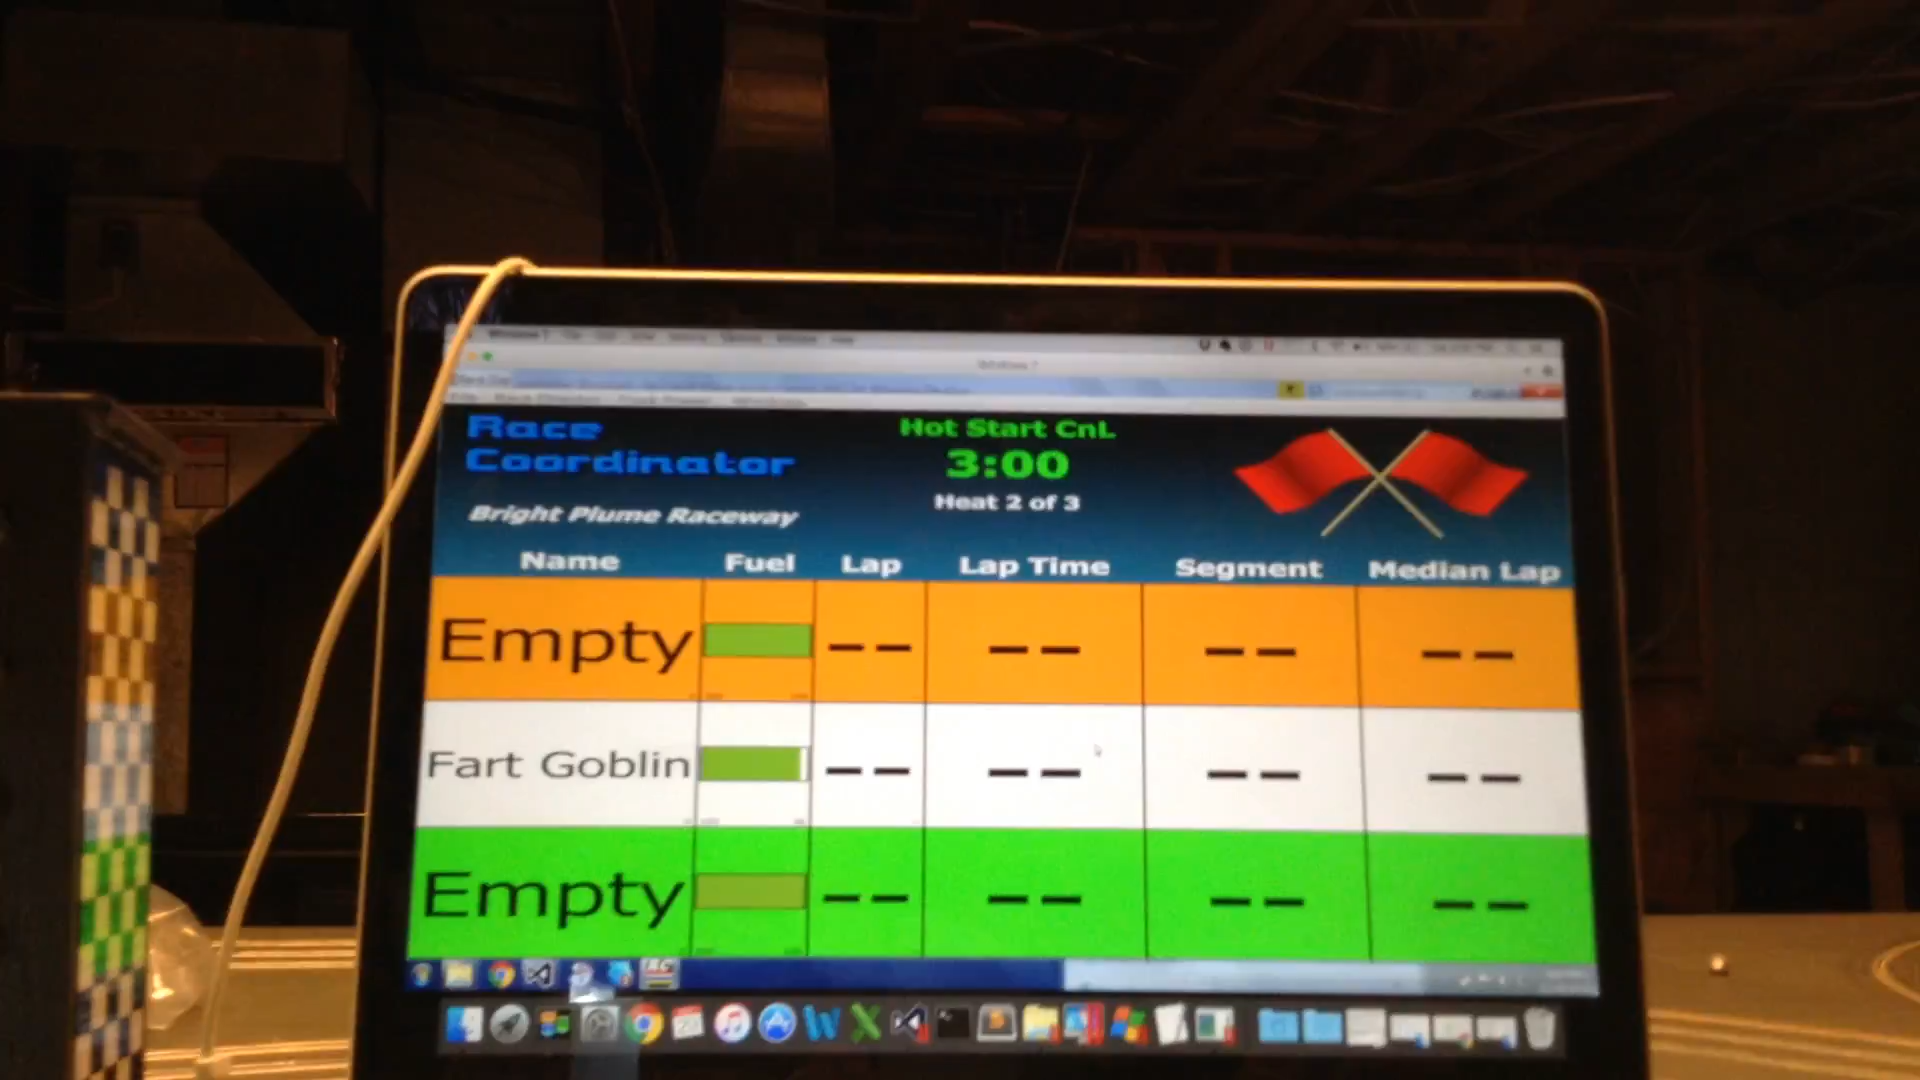 Race
Coordinator
Bright Plume Raceway
Hot Start CnL
3:00
Heat 2 of 3
Name Fuel Lap Lap Time Segment Median Lap
Empty -- -- -- --
Fart Goblin -- -- -- --
Empty -- -- -- --